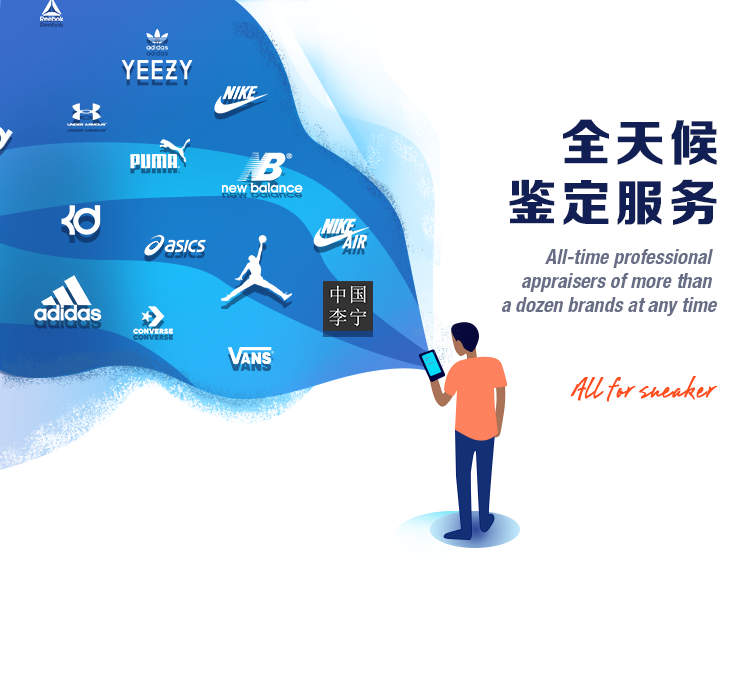 Reebok
adidas
YEEZY
NIKE
UNDER ARMOUR
PUMA
NB
new balance
kd
asics
NIKE
AIR
中国
李宁
adidas
CONVERSE
VANS
全天候
鉴定服务
All-time professional
appraisers of more than
a dozen brands at any time
All for sneaker